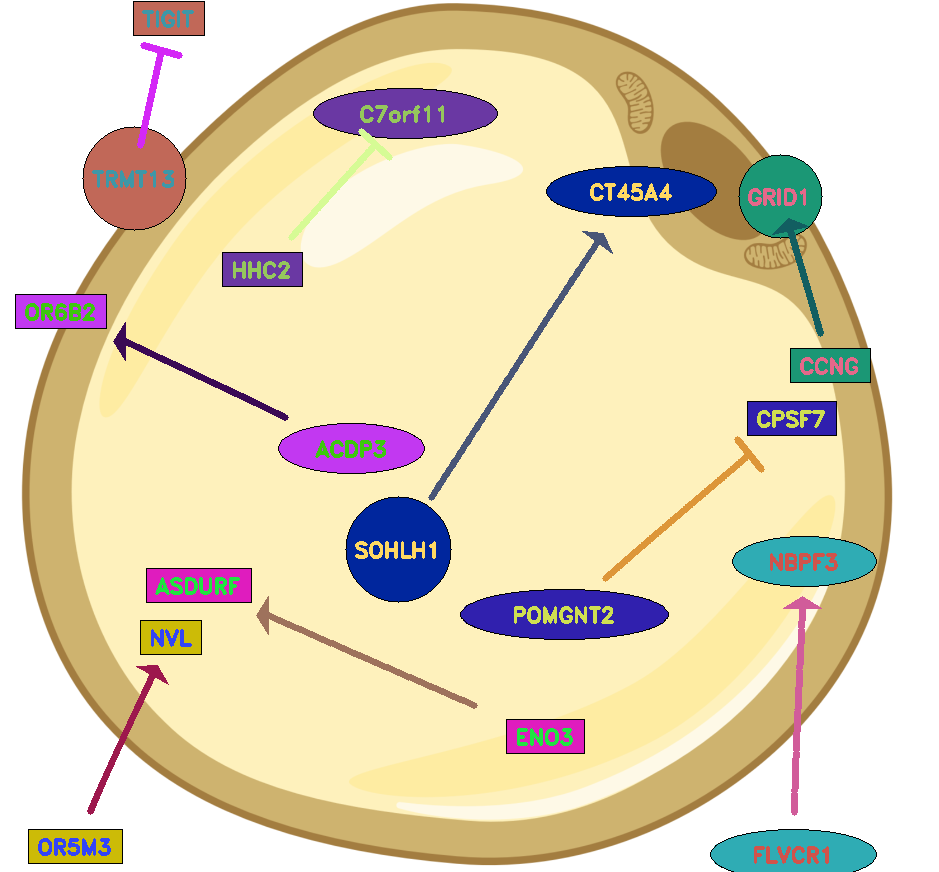 TIGIT
C7orf11
TRMT13
CT45A4
GRID1
HHC2
OR6B2
CCNG
CPSF7
ACDP3
SOHLH1
NBPF3
ASDURF
POMGNT2
NVL
ENO3
OR5M3
FLVCR1